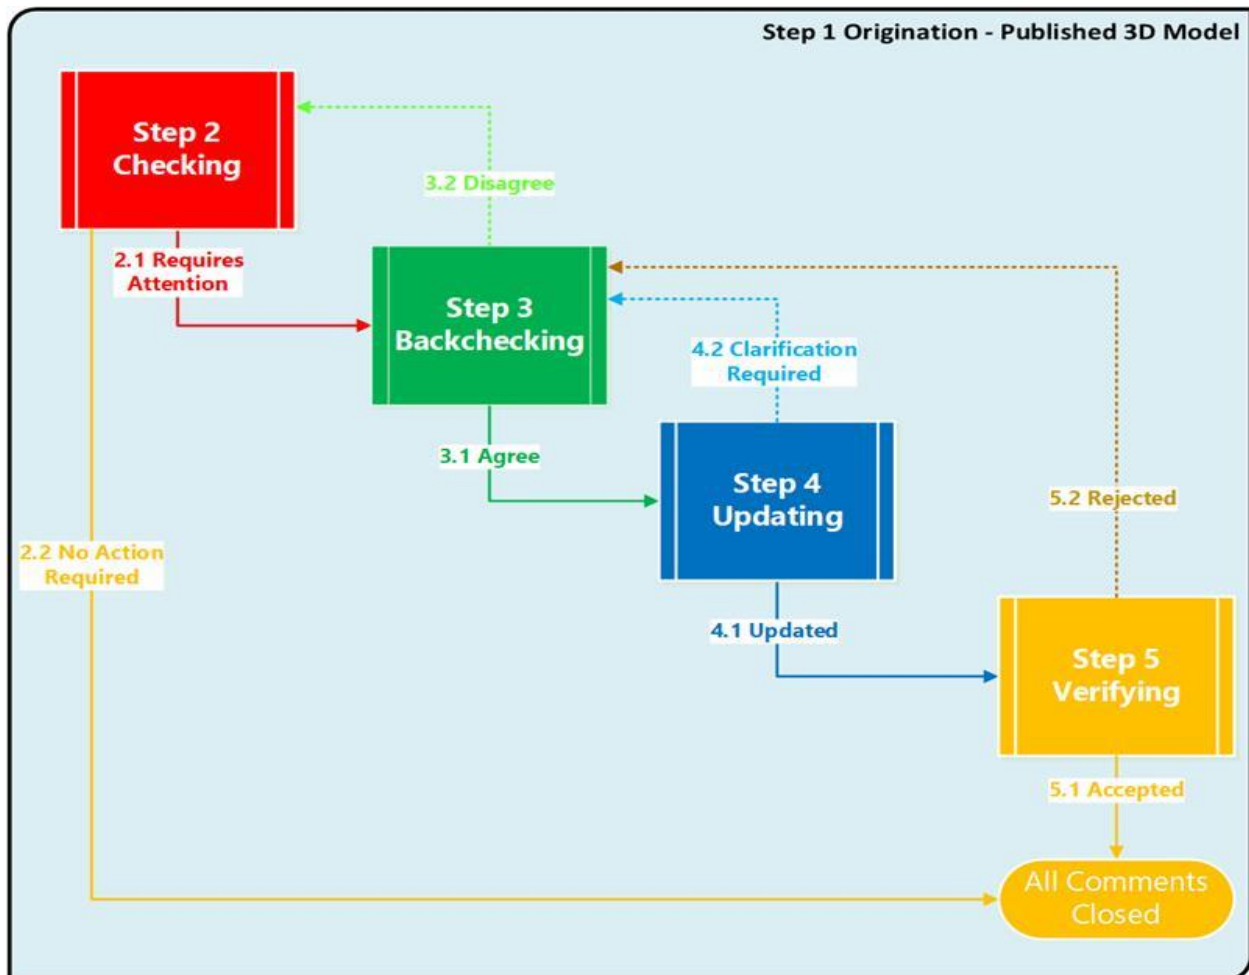 Step 1 Origination - Published 3D Model
Step 2
Checking
3.2 Disagree
2.1 Requires
Attention
Step 3
Backchecking
4.2 Clarification
Required
3.1 Agree
Step 4
Updating
5.2 Rejected
2.2 No Action
Required
4.1 Updated
Step 5
Verifying
5.1 Accepted
All Comments
Closed